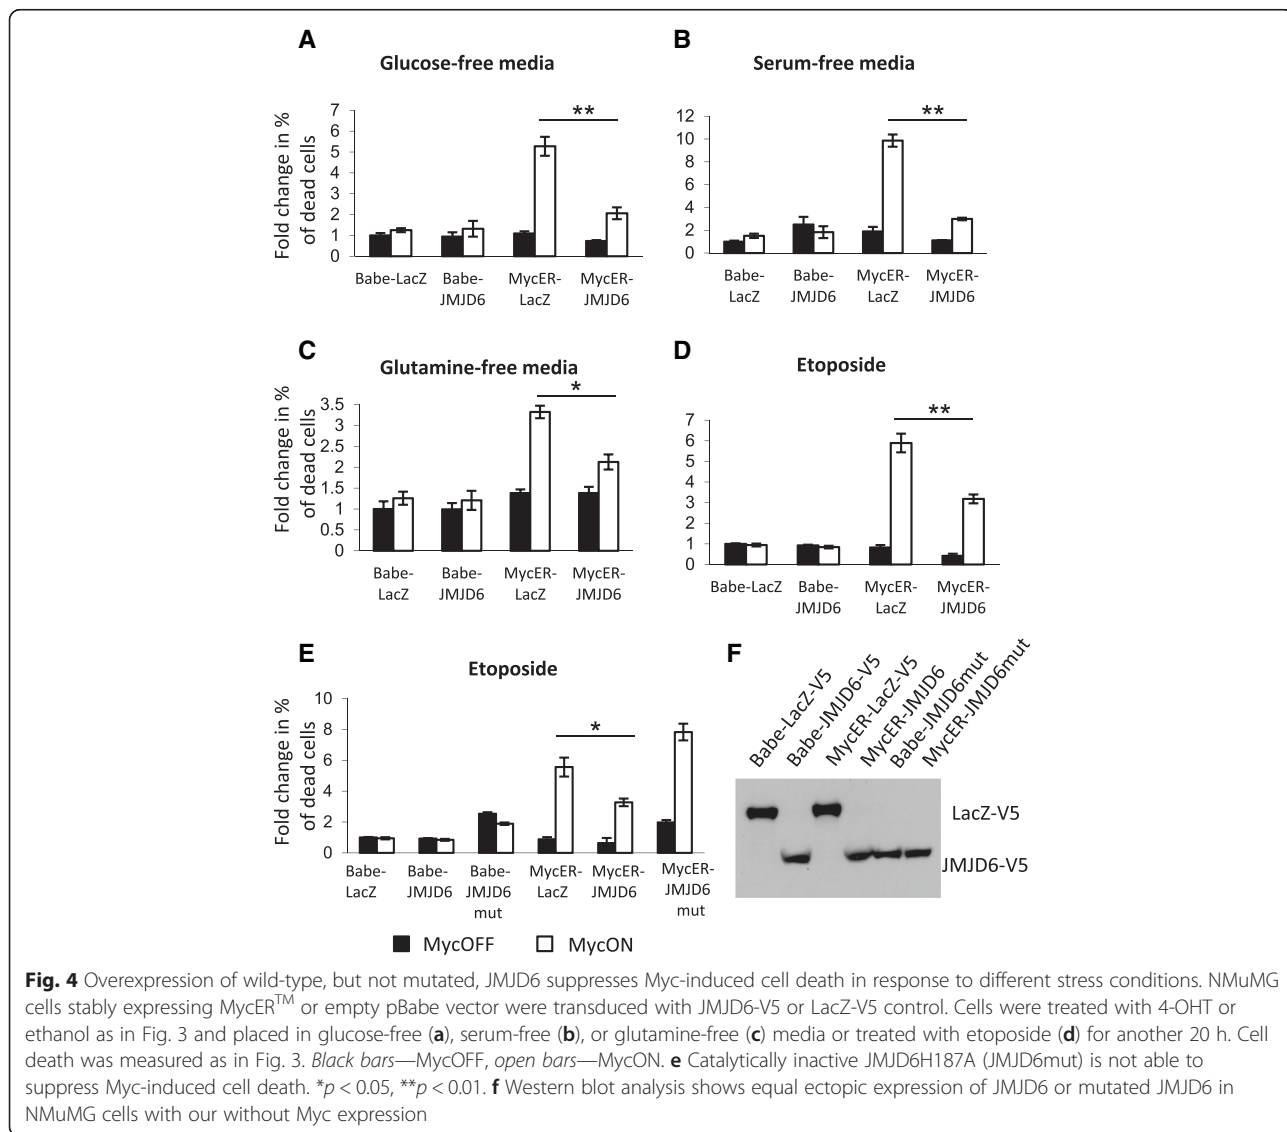 A
Glucose-free media
Fold change in %
of dead cells
7
6
5
4
3
2
1
0
**
Babe-LacZ
Babe-
JMJD6
MycER-
LacZ
MycER-
JMJD6
B
Serum-free media
12
10
8
6
4
2
0
**
Babe-
LacZ
Babe-
JMJD6
MycER-
LacZ
MycER-
JMJD6
C
Glutamine-free media
Fold change in %
of dead cells
3.5
3
2.5
2
1.5
1
0.5
0
*
Babe-
LacZ
Babe-
JMJD6
MycER-
LacZ
MycER-
JMJD6
D
Etoposide
7
6
5
4
3
2
1
0
**
Babe-LacZ
Babe-
JMJD6
MycER-
LacZ
MycER-
JMJD6
E
Etoposide
Fold change in %
of dead cells
10
8
6
4
2
0
*
Babe-
LacZ
Babe-
JMJD6
Babe-
JMJD6
mut
MycER-
LacZ
MycER-
JMJD6
MycER-
JMJD6
mut
MycOFF
MycON
F
Babe-LacZ-V5
Babe-JMJD6-V5
MycER-LacZ-V5
MycER-JMJD6
Babe-JMJD6mut
MycER-JMJD6mut
LacZ-V5
JMJD6-V5
Fig. 4 Overexpression of wild-type, but not mutated, JMJD6 suppresses Myc-induced cell death in response to different stress conditions. NMuMG
cells stably expressing MycER™ or empty pBabe vector were transduced with JMJD6-V5 or LacZ-V5 control. Cells were treated with 4-OHT or
ethanol as in Fig. 3 and placed in glucose-free (a), serum-free (b), or glutamine-free (c) media or treated with etoposide (d) for another 20 h. Cell
death was measured as in Fig. 3. Black bars—MycOFF, open bars—MycON. e Catalytically inactive JMJD6H187A (JMJD6mut) is not able to
suppress Myc-induced cell death. *p < 0.05, **p < 0.01. f Western blot analysis shows equal ectopic expression of JMJD6 or mutated JMJD6 in
NMuMG cells with our without Myc expression